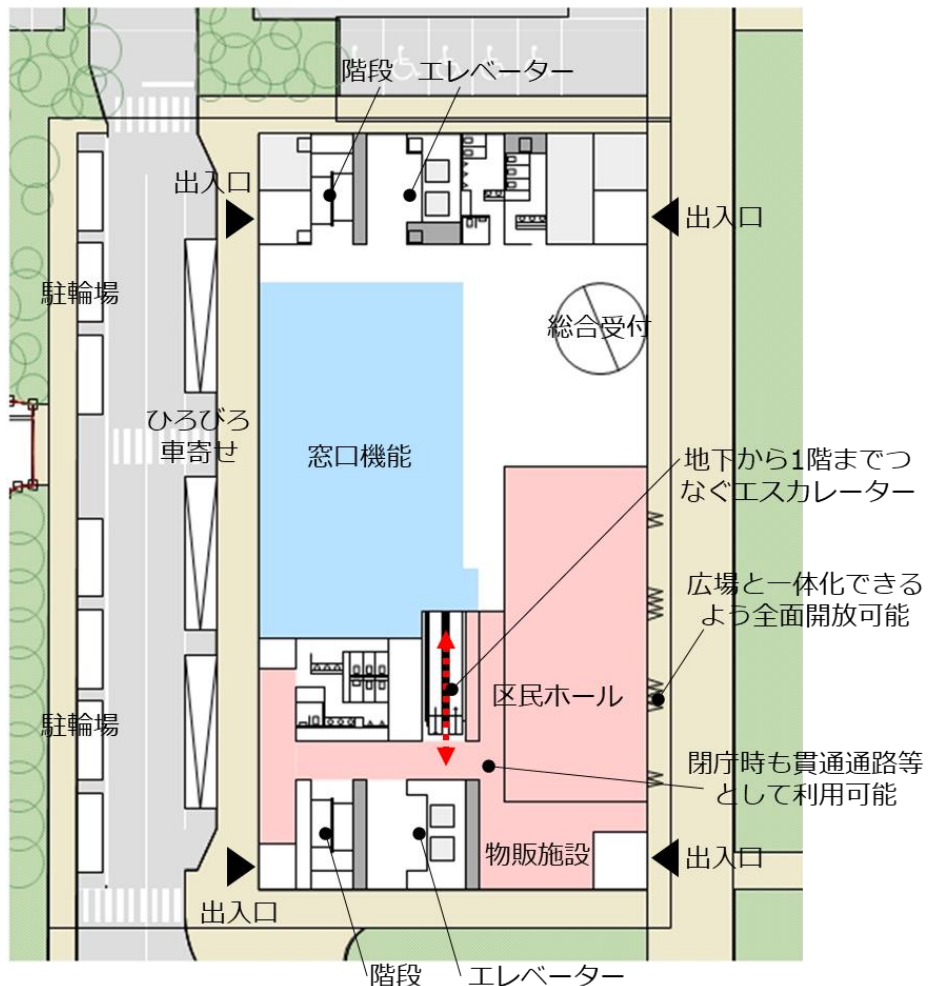 階段
エレベーター
出入口
出入口
駐輪場
総合受付
ひろびろ
車寄せ
窓口機能
地下から1階までつ
なぐエスカレーター
広場と一体化できる
よう全面開放可能
区民ホール
駐輪場
閉庁時も貫通通路等
として利用可能
物販施設
出入口
出入口
階段
エレベーター